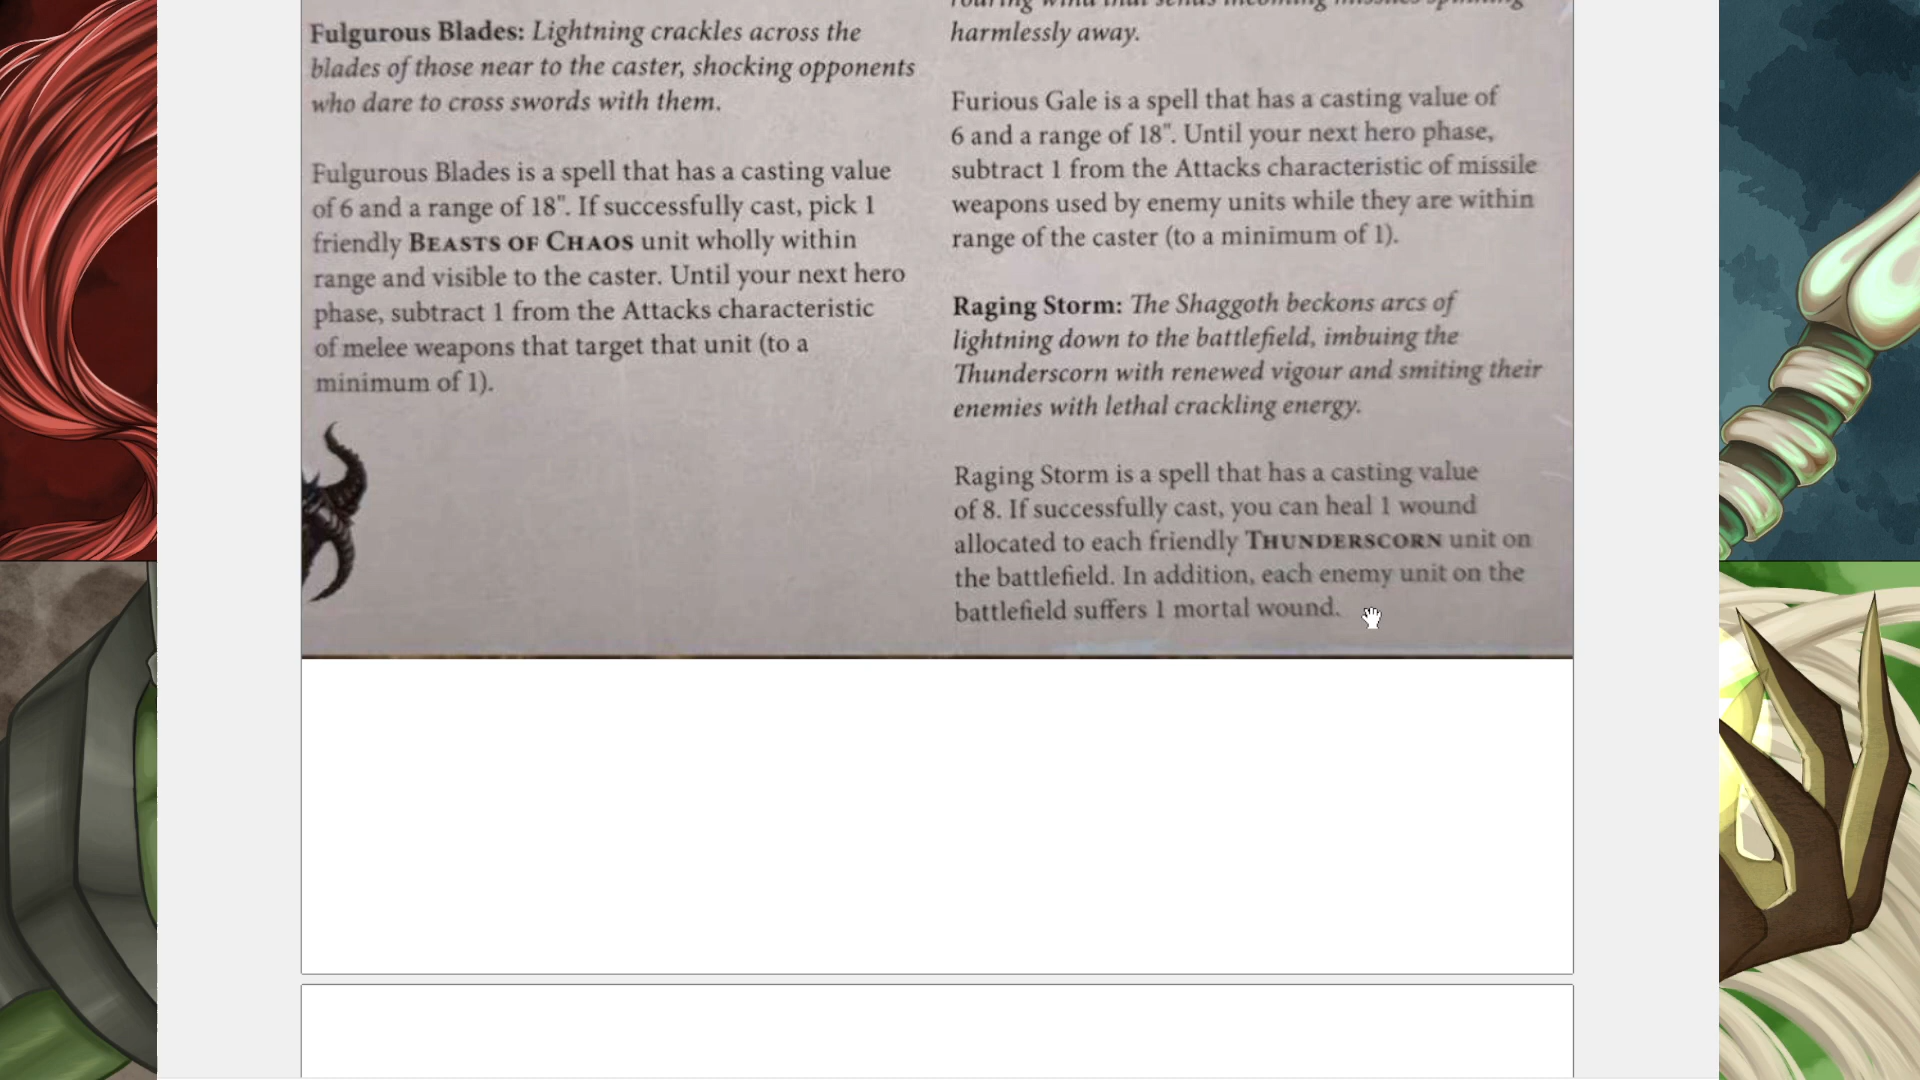 Fulgurous Blades: Lightning crackles across the
blades of those near to the caster, shocking opponents
who dare to cross swords with them.
Fulgurous Blades is a spell that has a casting value
of 6 and a range of 18". If successfully cast, pick 1
friendly BEASTS OF CHAOS unit wholly within
range and visible to the caster. Until your next hero
phase, subtract 1 from the Attacks characteristic
of melee weapons that target that unit (to a
minimum of 1).
harmlessly away.
Furious Gale is a spell that has a casting value of
6 and a range of 18". Until your next hero phase,
subtract 1 from the Attacks characteristic of missile
weapons used by enemy units while they are within
range of the caster (to a minimum of 1).
Raging Storm: The Shaggoth beckons arcs of
lightning down to the battlefield, imbuing the
Thunderscorn with renewed vigour and smiting their
enemies with lethal crackling energy.
Raging Storm is a spell that has a casting value
of 8. If successfully cast, you can heal 1 wound
allocated to each friendly THUNDERSCORN unit on
the battlefield. In addition, each enemy unit on the
battlefield suffers 1 mortal wound.